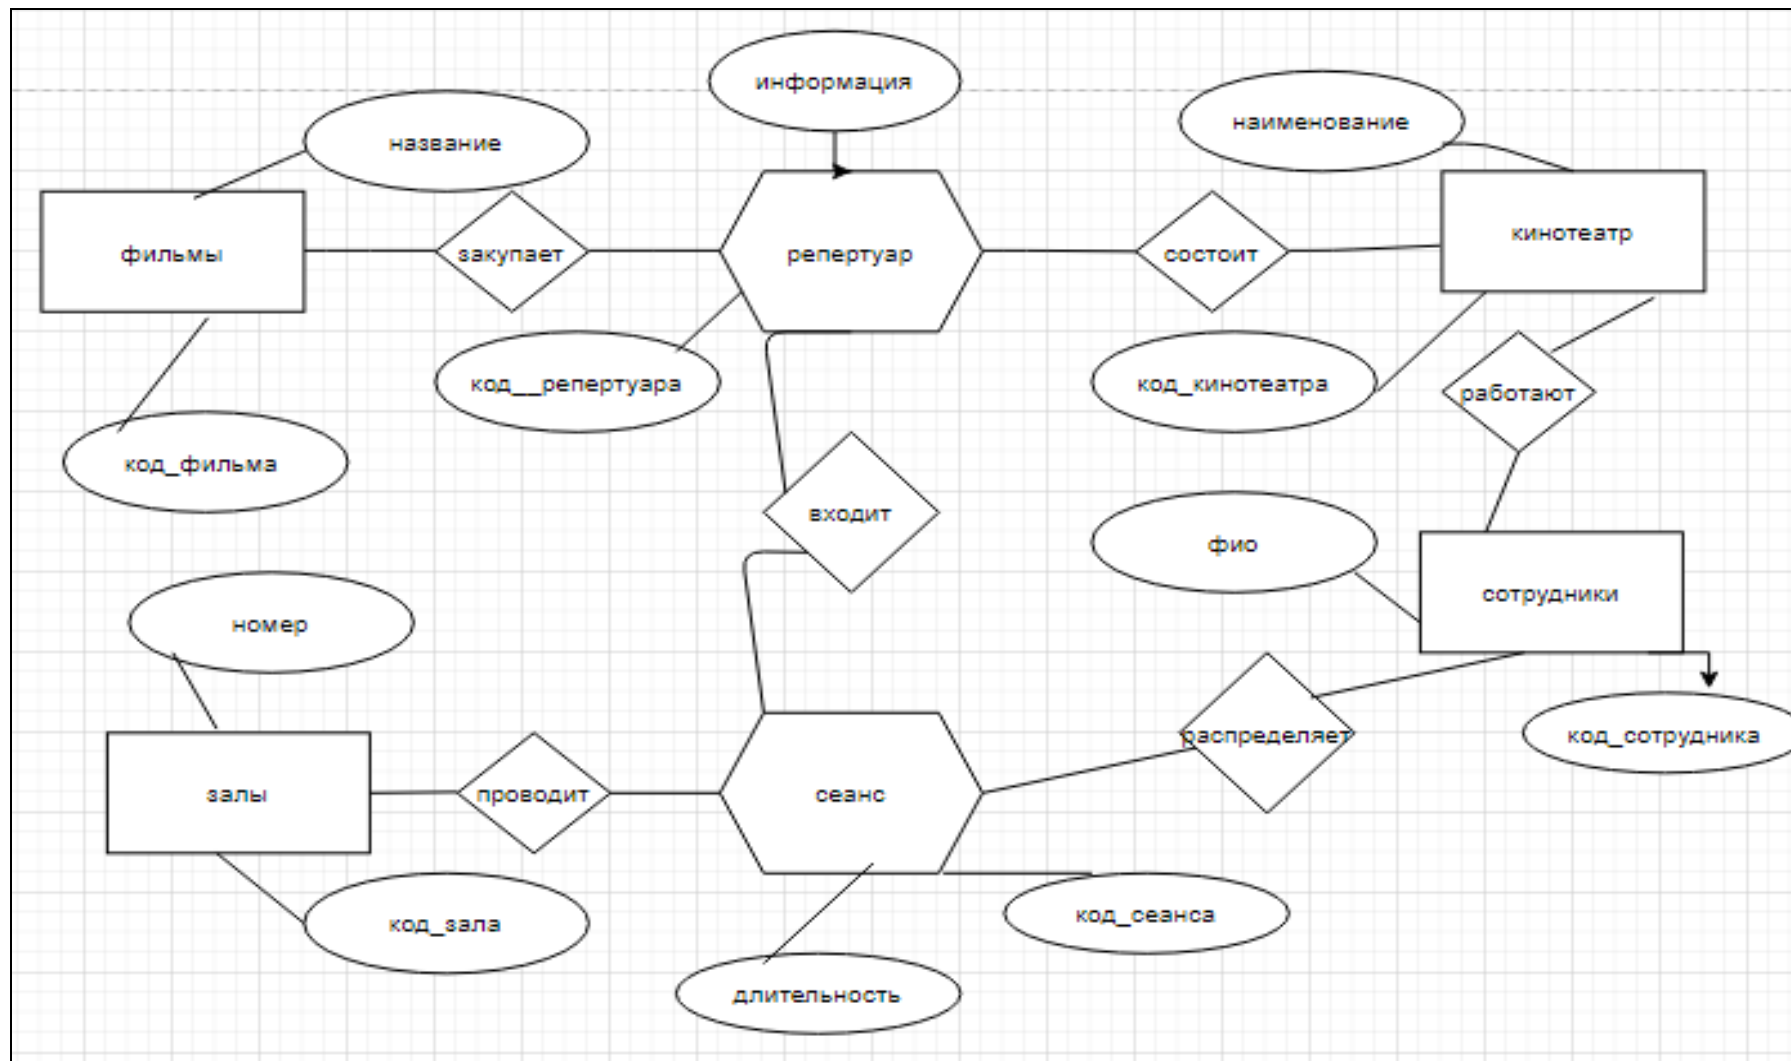 информация
наименование
название
фильмы
закупает
репертуар
состоит
кинотеатр
код__репертуара
код_кинотеатра
работают
код_фильма
входит
фио
сотрудники
номер
распределяет
код_сотрудника
залы
проводит
сеанс
код_зала
код_сеанса
длительность